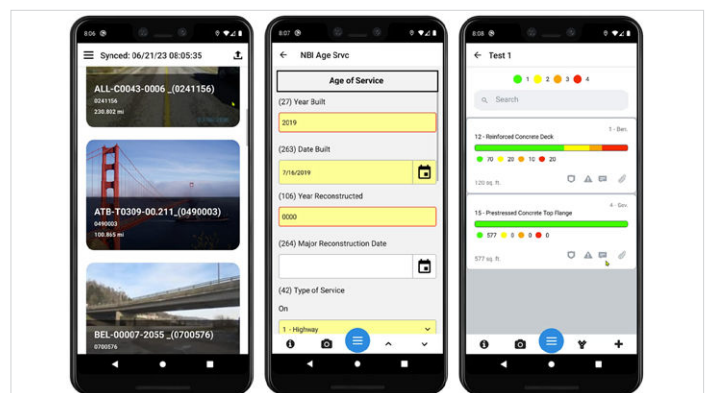 8:06
Synced: 06/21/23 08:05:35
ALL-C0043-0006 _(0241156)
0241156
230.802 mi
ATB-T0309-00.211_(0490003)
0490003
100.865 mi
BEL-00007-2055 _(0700576)
0700576
8:07
NBI Age Srvc
Age of Service
(27) Year Built
2019
(263) Date Built
7/16/2019
(106) Year Reconstructed
0000
(264) Major Reconstruction Date
(42) Type of Service
On
1 - Highway
8:08
Test 1
1 2 3 4
Search
1 - Ben.
12 - Reinforced Concrete Deck
70 20 10 20
120 sq. ft.
4 - Gev.
15 - Prestressed Concrete Top Flange
577 0 0 0
577 sq. ft.